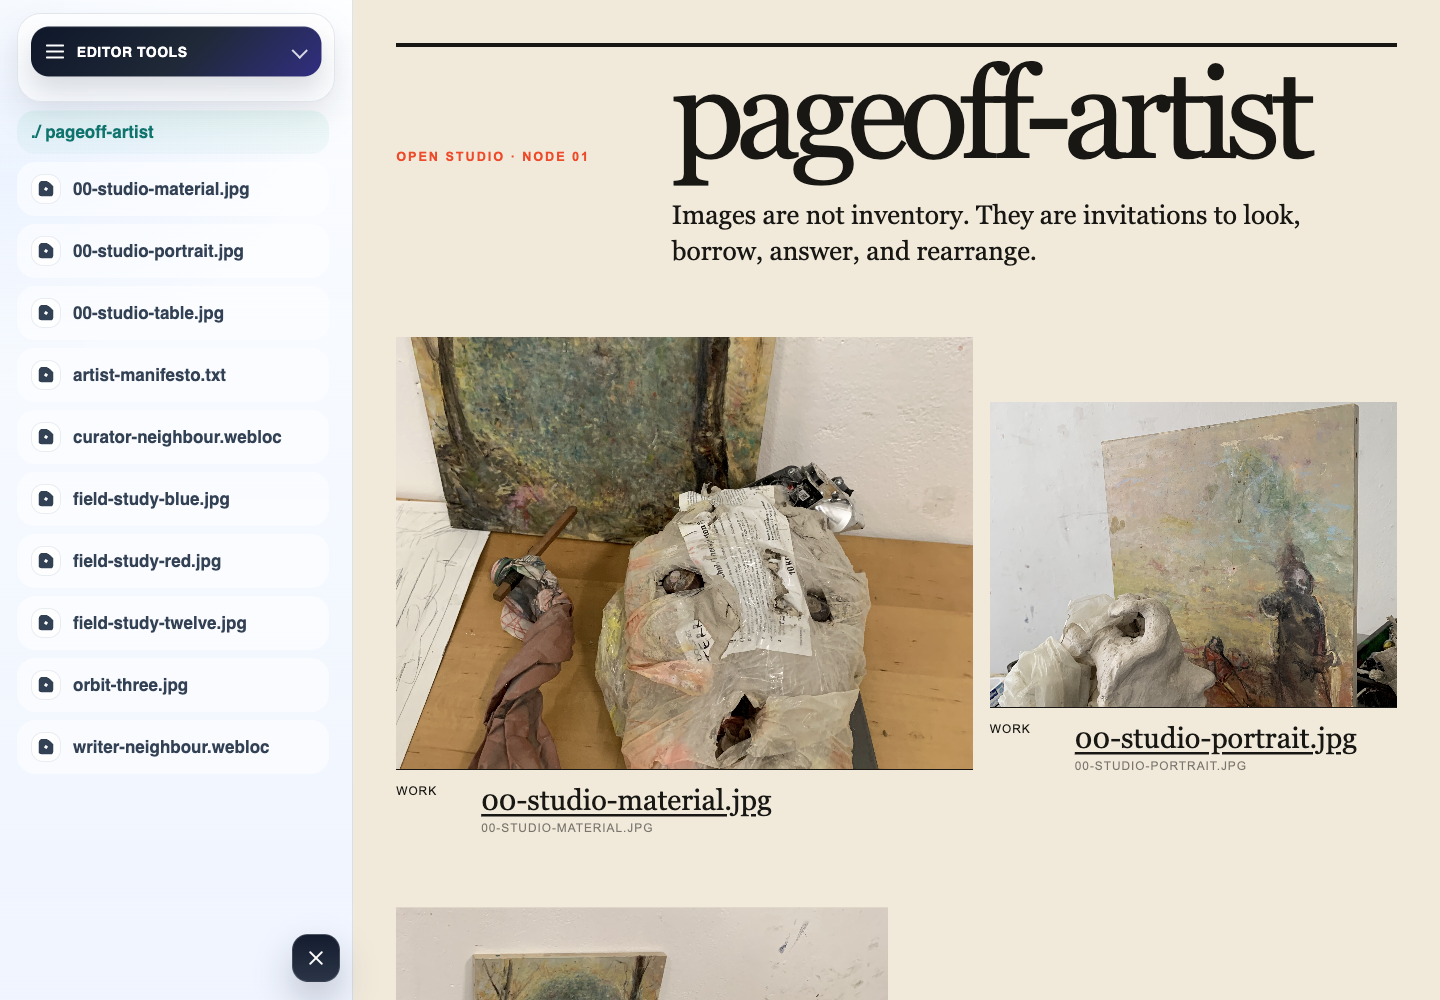 EDITOR TOOLS
./ pageoff-artist
00-studio-material.jpg
00-studio-portrait.jpg
00-studio-table.jpg
artist-manifesto.txt
curator-neighbour.webloc
field-study-blue.jpg
field-study-red.jpg
field-study-twelve.jpg
orbit-three.jpg
writer-neighbour.webloc
OPEN STUDIO · NODE 01
pageoff-artist
Images are not inventory. They are invitations to look,
borrow, answer, and rearrange.
WORK
00-studio-material.jpg
00-STUDIO-MATERIAL.JPG
WORK
00-studio-portrait.jpg
00-STUDIO-PORTRAIT.JPG